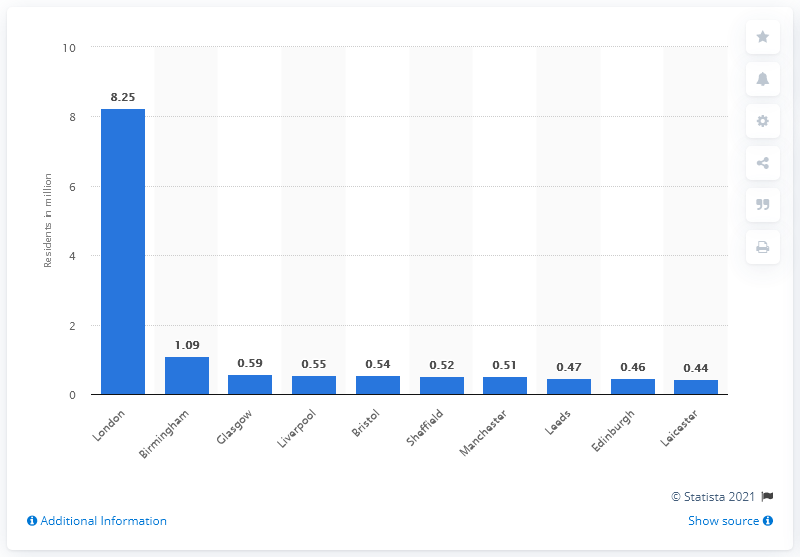 10
8
6
4
2
0
Residents in million
8.25
1.09
0.59
0.55
0.54
0.52
0.51
0.47
0.46
0.44
London
Birmingham
Glasgow
Liverpool
Bristol
Sheffield
Manchester
Leeds
Edinburgh
Leicester
© Statista 2021
Additional Information
Show source